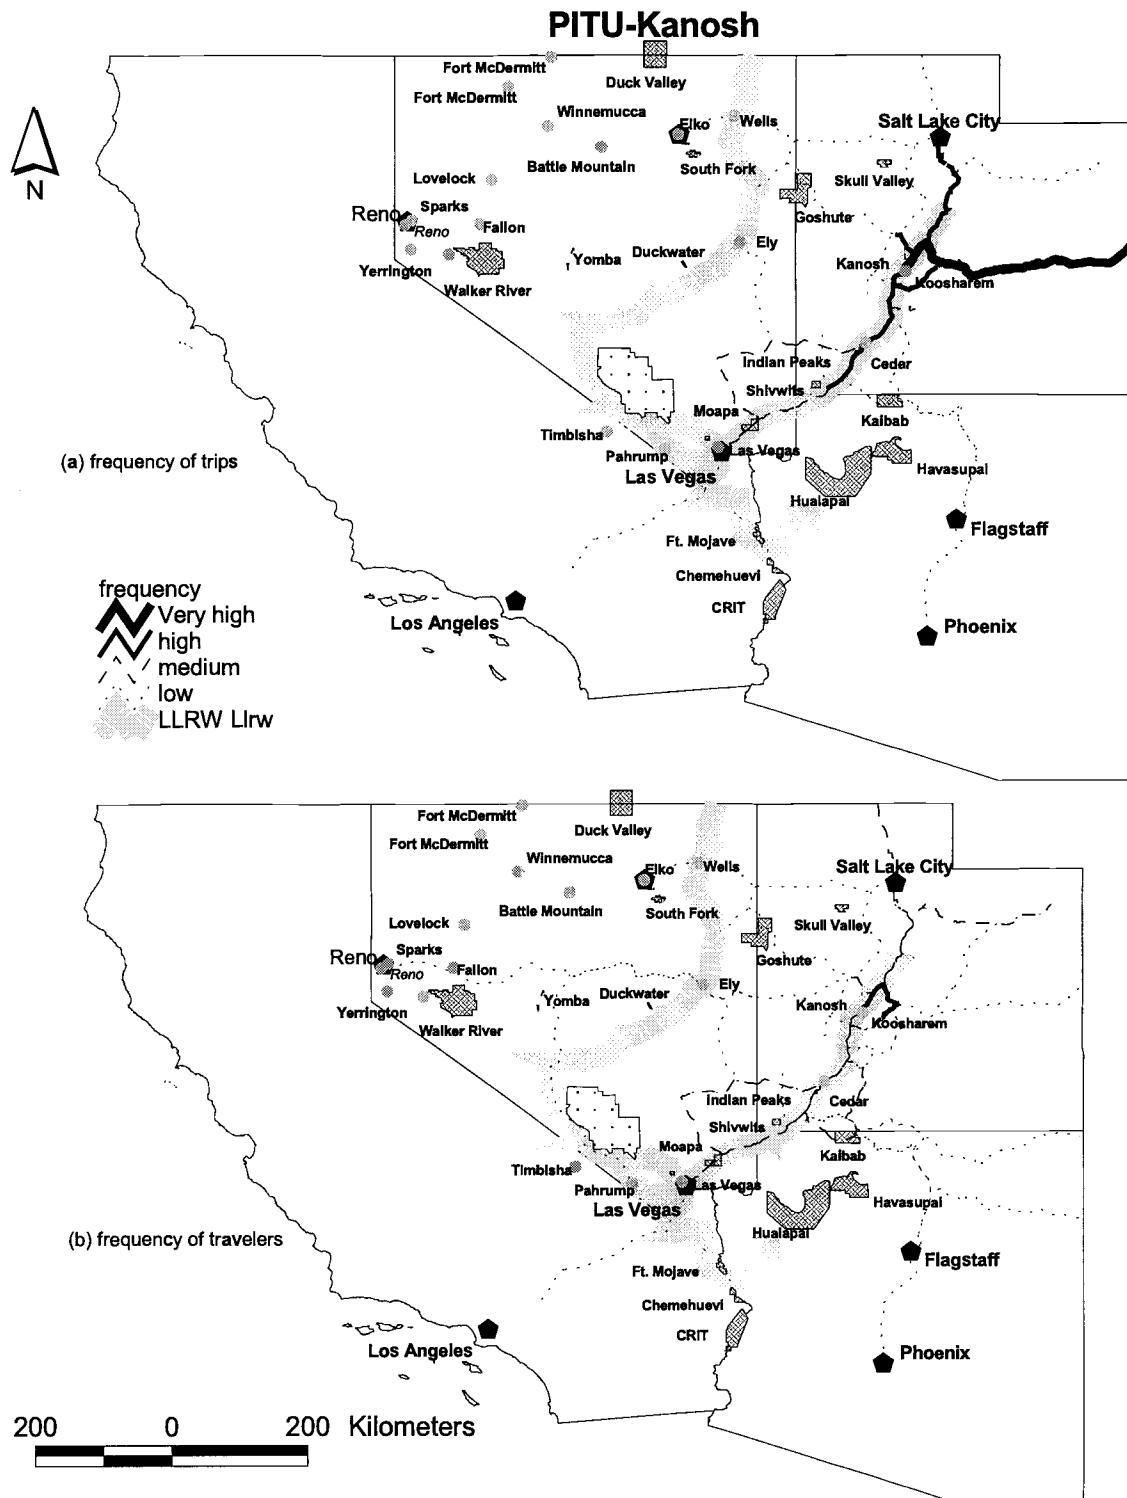 PITU-Kanosh
Fort McDermitt
Duck Valley
Fort McDermitt
Winnemucca
Elko
Wells
Salt Lake City
Battle Mountain
South Fork
Skull Valley
N
Lovelock
Sparks
Reno
Reno
Fallon
Goshute
Yomba
Duckwater
Ely
Yerrington
Walker River
Kanosh
Koosharem
Indian Peaks
Cedar
Shivwits
Moapa
Kaibab
Timbisha
Pahrump
Las Vegas
Las Vegas
(a) frequency of trips
Havasupai
Hualapai
Flagstaff
Ft. Mojave
Chemehuevi
CRIT
Los Angeles
Phoenix
frequency
Very high
high
medium
low
LLRW Llrw
Fort McDermitt
Duck Valley
Fort McDermitt
Winnemucca
Elko
Wells
Salt Lake City
Battle Mountain
South Fork
Skull Valley
Lovelock
Sparks
Reno
Reno
Fallon
Goshute
Yomba
Duckwater
Ely
Yerrington
Walker River
Kanosh
Koosharem
Indian Peaks
Cedar
Shivwits
Moapa
Kaibab
Timbisha
Pahrump
Las Vegas
Las Vegas
Havasupai
Hualapai
(b) frequency of travelers
Flagstaff
Ft. Mojave
Chemehuevi
CRIT
Los Angeles
Phoenix
200 0 200 Kilometers